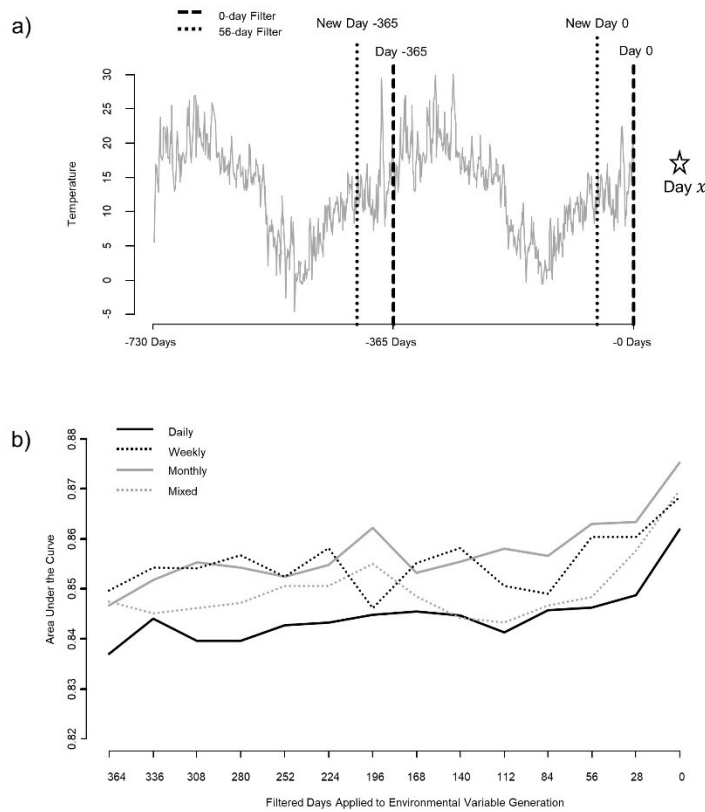 a)
0-day Filter
56-day Filter
New Day -365
Day -365
New Day 0
Day 0
Temperature
30
25
20
15
10
5
0
-5
Day x
-730 Days
-365 Days
-0 Days
b)
Daily
Weekly
Monthly
Mixed
Area Under the Curve
0.88
0.87
0.86
0.85
0.84
0.83
0.82
364 336 308 280 252 224 196 168 140 112 84 56 28 0
Filtered Days Applied to Environmental Variable Generation